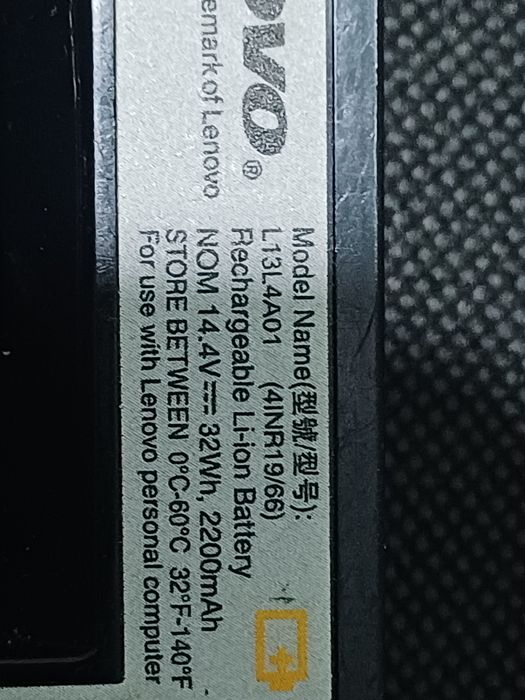 ovo®
emark of Lenovo
Model Name(型號/型号):
L13L4A01 (4INR19/66)
Rechargeable Li-ion Battery
NOM 14.4V⎓ 32Wh, 2200mAh
STORE BETWEEN 0°C-60°C 32°F-140°F
For use with Lenovo personal computer